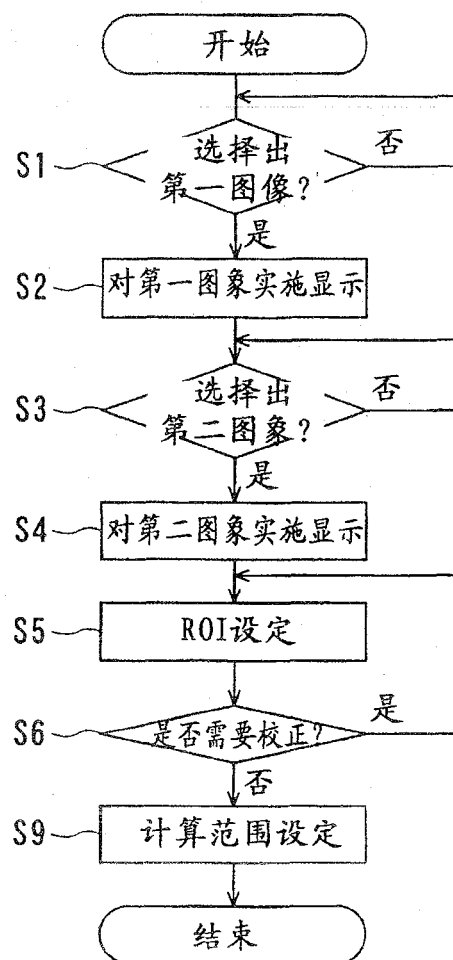 开始
S1
选择出
第一图像?
否
是
S2
对第一图象实施显示
S3
选择出
第二图象?
否
是
S4
对第二图象实施显示
S5
ROI设定
S6
是否需要校正?
是
否
S9
计算范围设定
结束